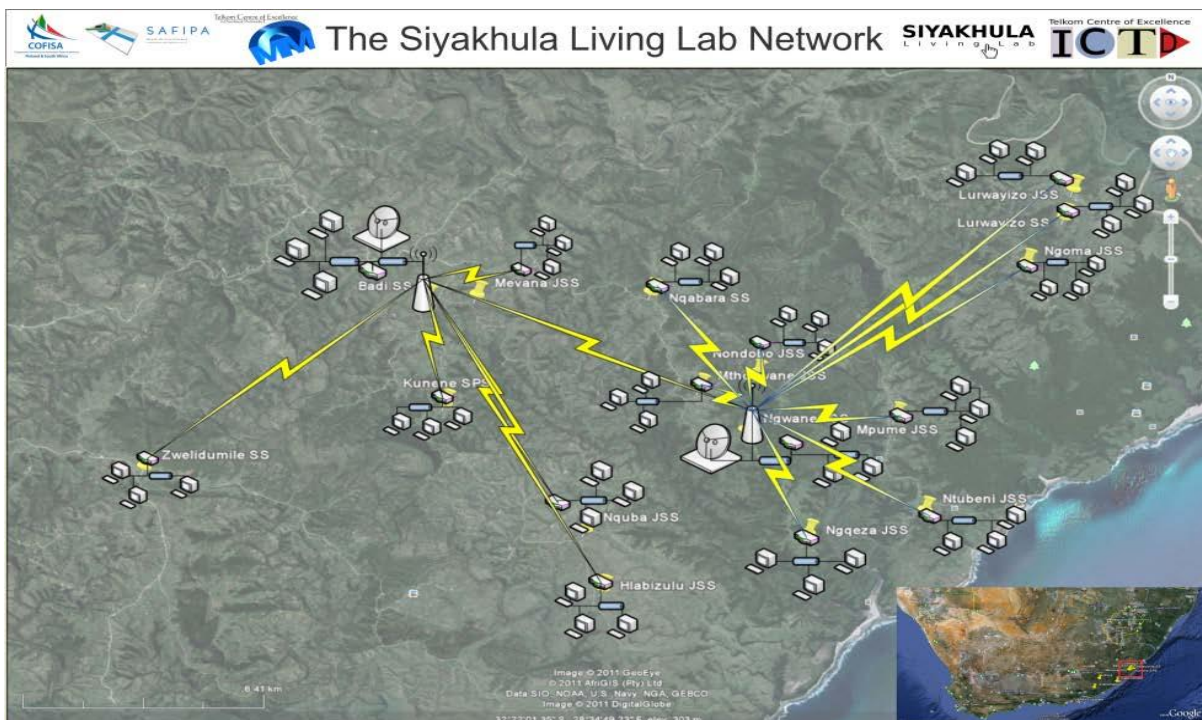 COFISA
SAFIPA
Telkom Centre of Excellence
The Siyakhula Living Lab Network
SIYAKHULA
Living Lab
Telkom Centre of Excellence
ICTD
N
Lurwayizo JSS
Lurwayizo SS
Ngoma JSS
Badi SS
Mevana JSS
Nqabara SS
Nondobo JSS
Kunene SPS
Mpume JSS
Zwelidumile SS
Nquba JSS
Ntubeni JSS
Ngqeza JSS
Hlabizulu JSS
Image © 2011 GeoEye
© 2011 AfriGIS (Pty) Ltd
Data SIO, NOAA, U.S. Navy, NGA, GEBCO
Image © 2011 DigitalGlobe
6.41 km
Google